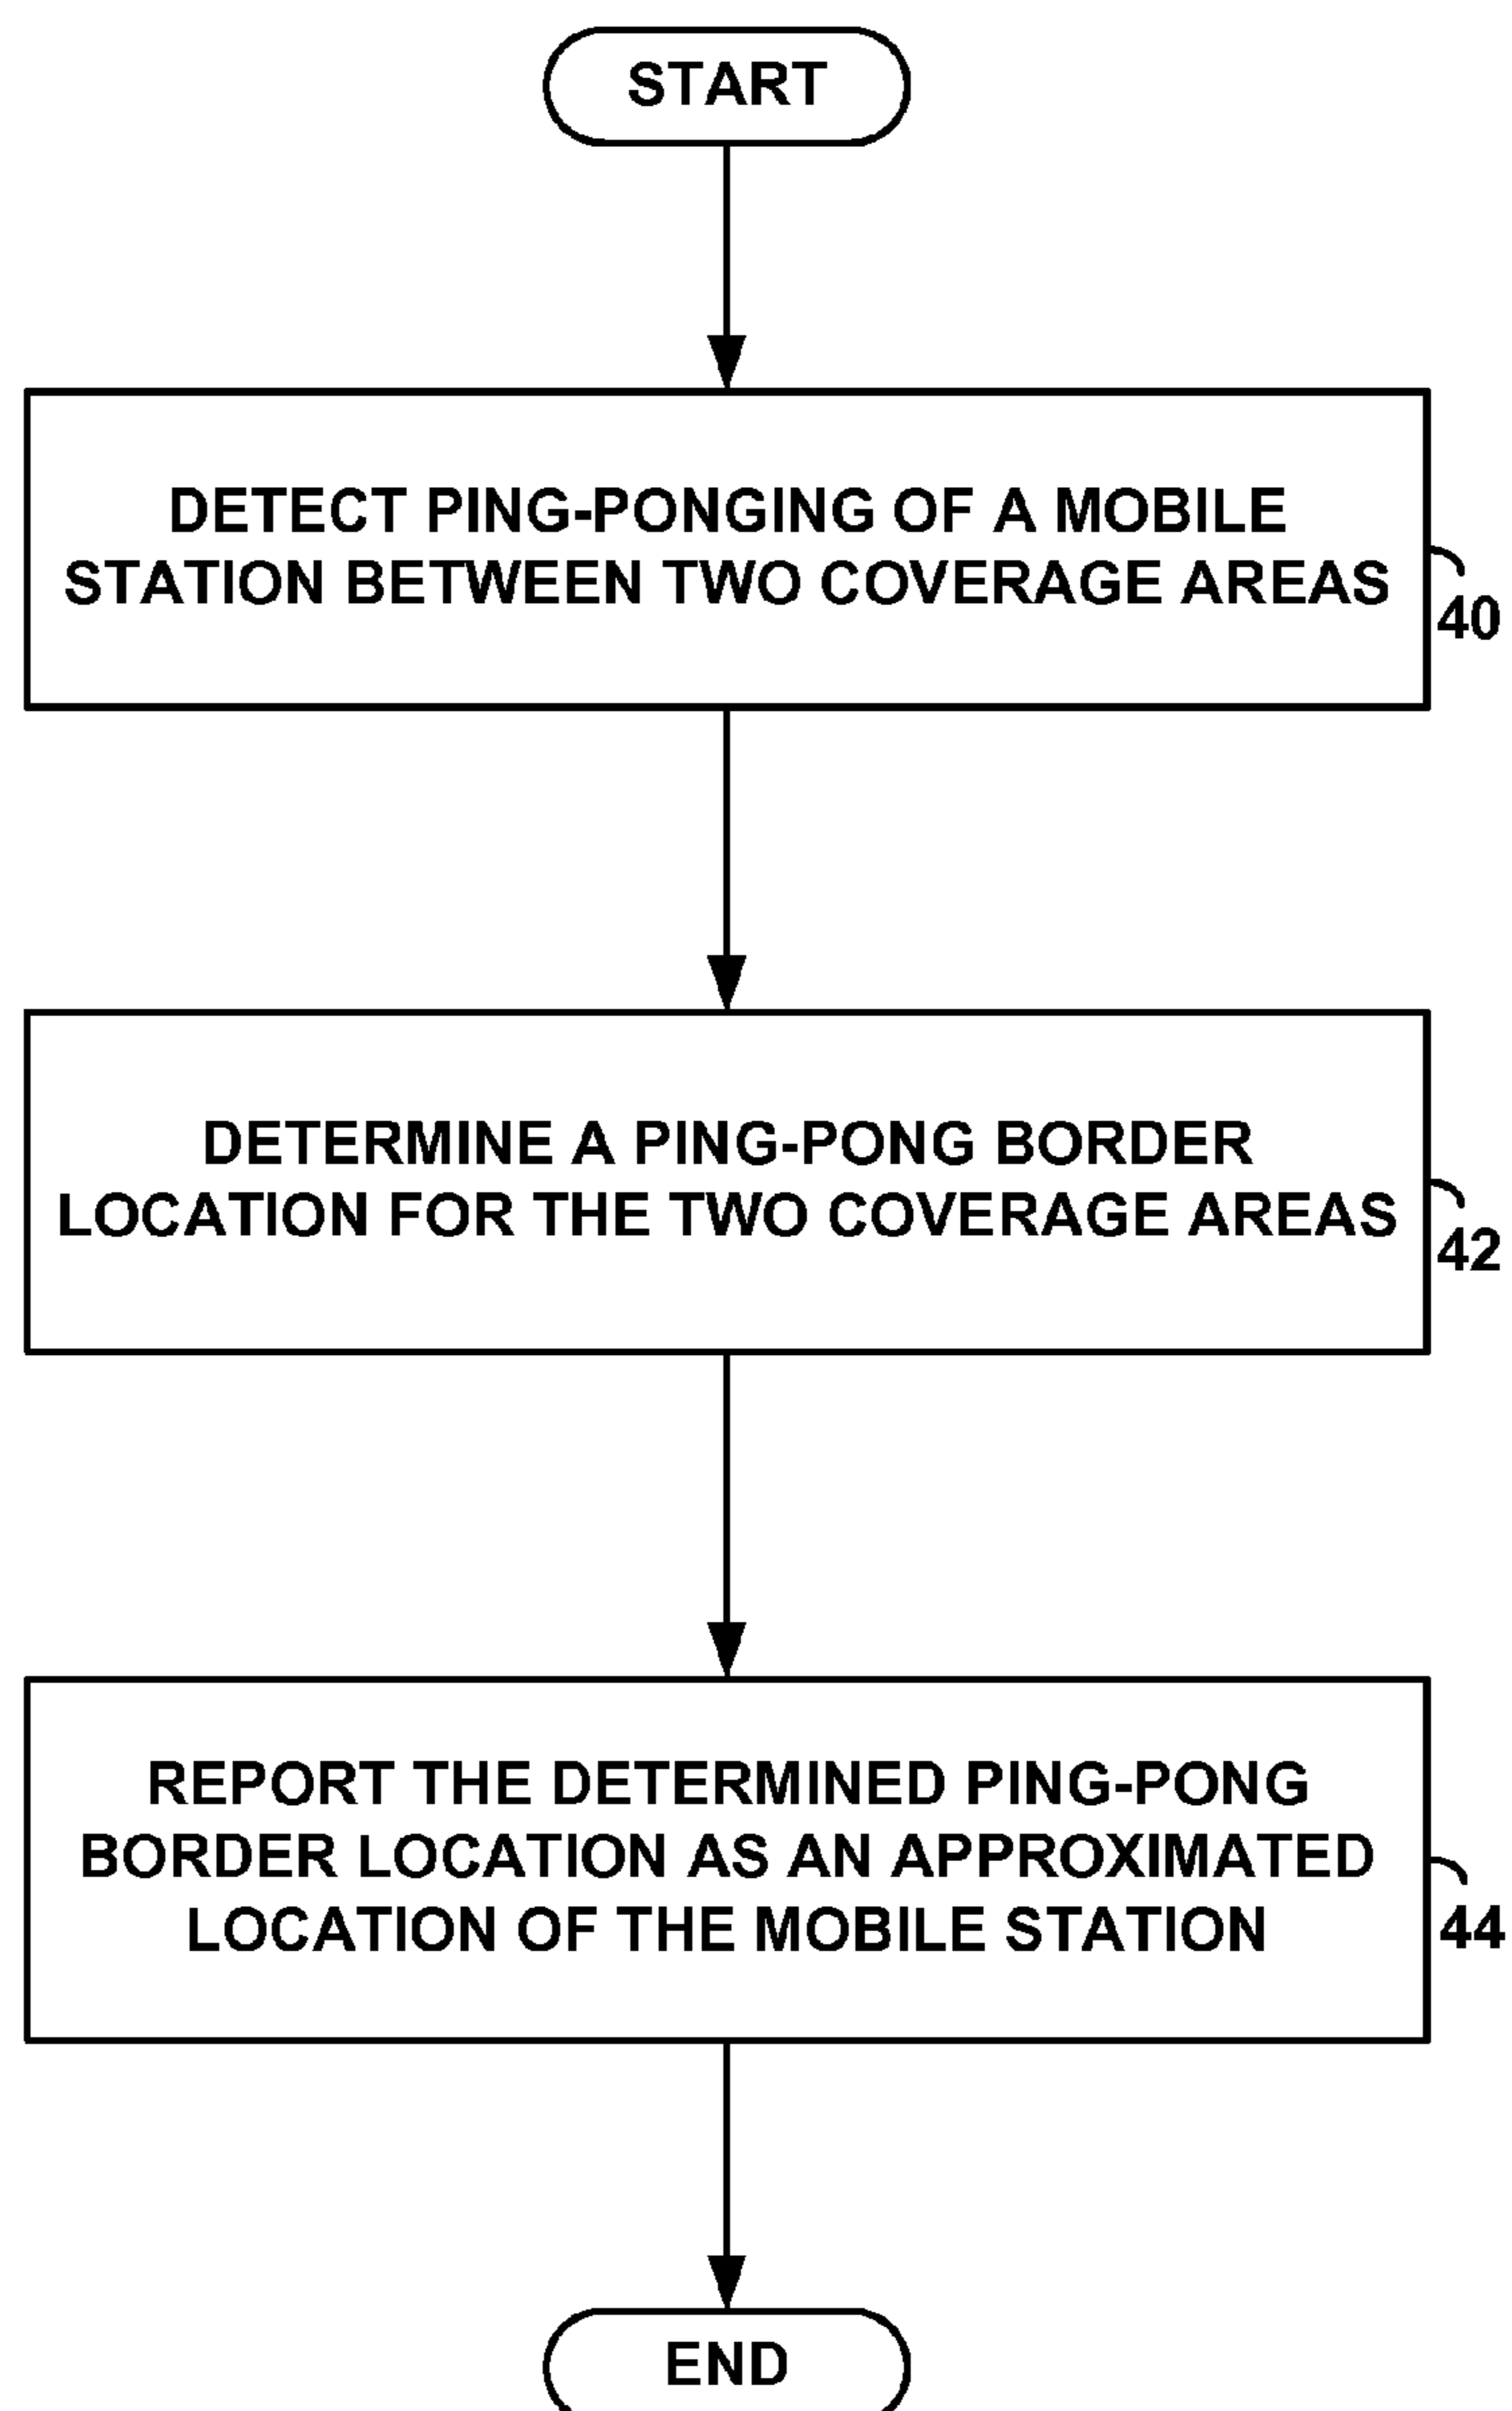 START
DETECT PING-PONGING OF A MOBILE
STATION BETWEEN TWO COVERAGE AREAS
40
DETERMINE A PING-PONG BORDER
LOCATION FOR THE TWO COVERAGE AREAS
42
REPORT THE DETERMINED PING-PONG
BORDER LOCATION AS AN APPROXIMATED
LOCATION OF THE MOBILE STATION
44
END